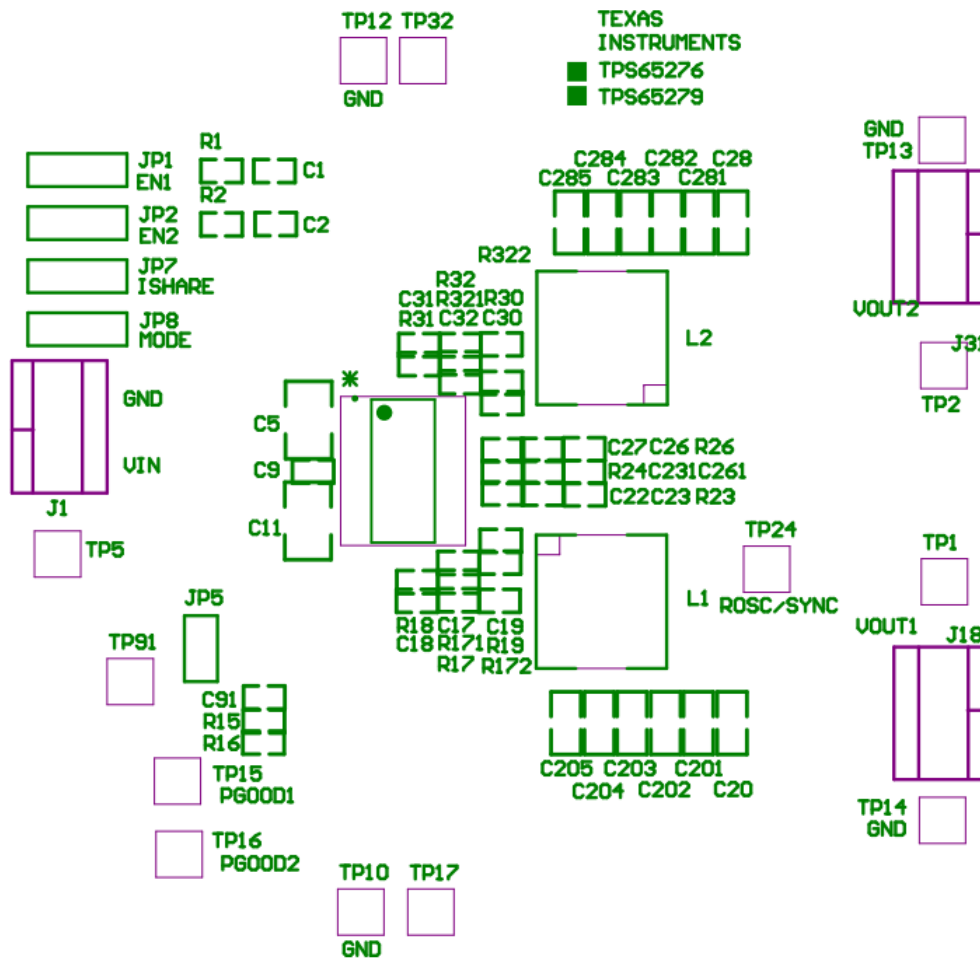 TP12 TP32
GND
TEXAS
INSTRUMENTS
TPS65276
TPS65279
GND
TP13
JP1
EN1
R1
C1
JP2
EN2
R2
C2
JP7
ISHARE
JP8
MODE
C284 C282 C28
C285 C283 C281
R322
R32
C31 R321 R30
R31 C32 C30
L2
VOUT2
J31
TP2
GND
VIN
J1
TP5
*
C5
C9
C11
C27 C26 R26
R24 C231 C261
C22 C23 R23
TP24
ROSC/SYNC
TP1
L1
VOUT1
J18
JP5
TP91
R18 C17 C19
C18 R171 R19
R17 R172
C91
R15
R16
TP15
PGOOD1
TP16
PGOOD2
C205 C203 C201
C204 C202 C20
TP14
GND
TP10 TP17
GND